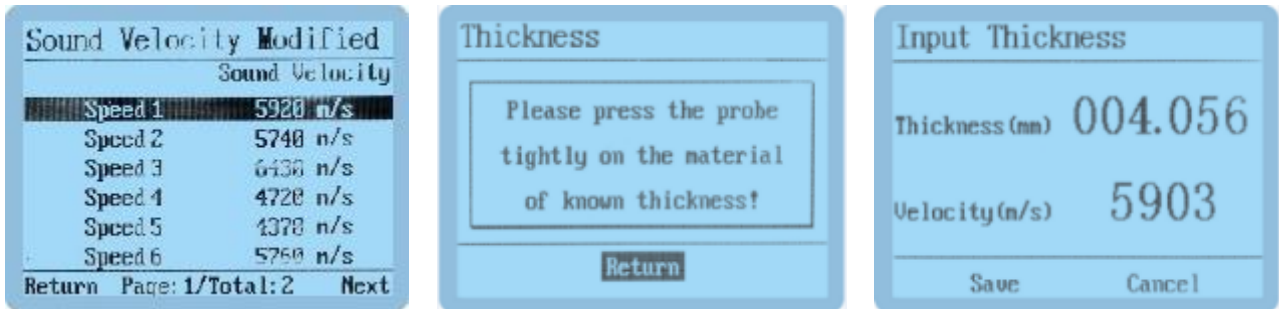 Sound Velocity Modified
Sound Velocity
Speed 1 5920 m/s
Speed 2 5740 m/s
Speed 3 m/s
Speed 4 4720 m/s
Speed 5 4370 m/s
Speed 6 5760 m/s
Return Page: 1/Total: 2 Next
Thickness
Please press the probe
tightly on the material
of known thickness!
Return
Input Thickness
Thickness(mm) 004.056
Velocity(m/s) 5903
Save Cancel